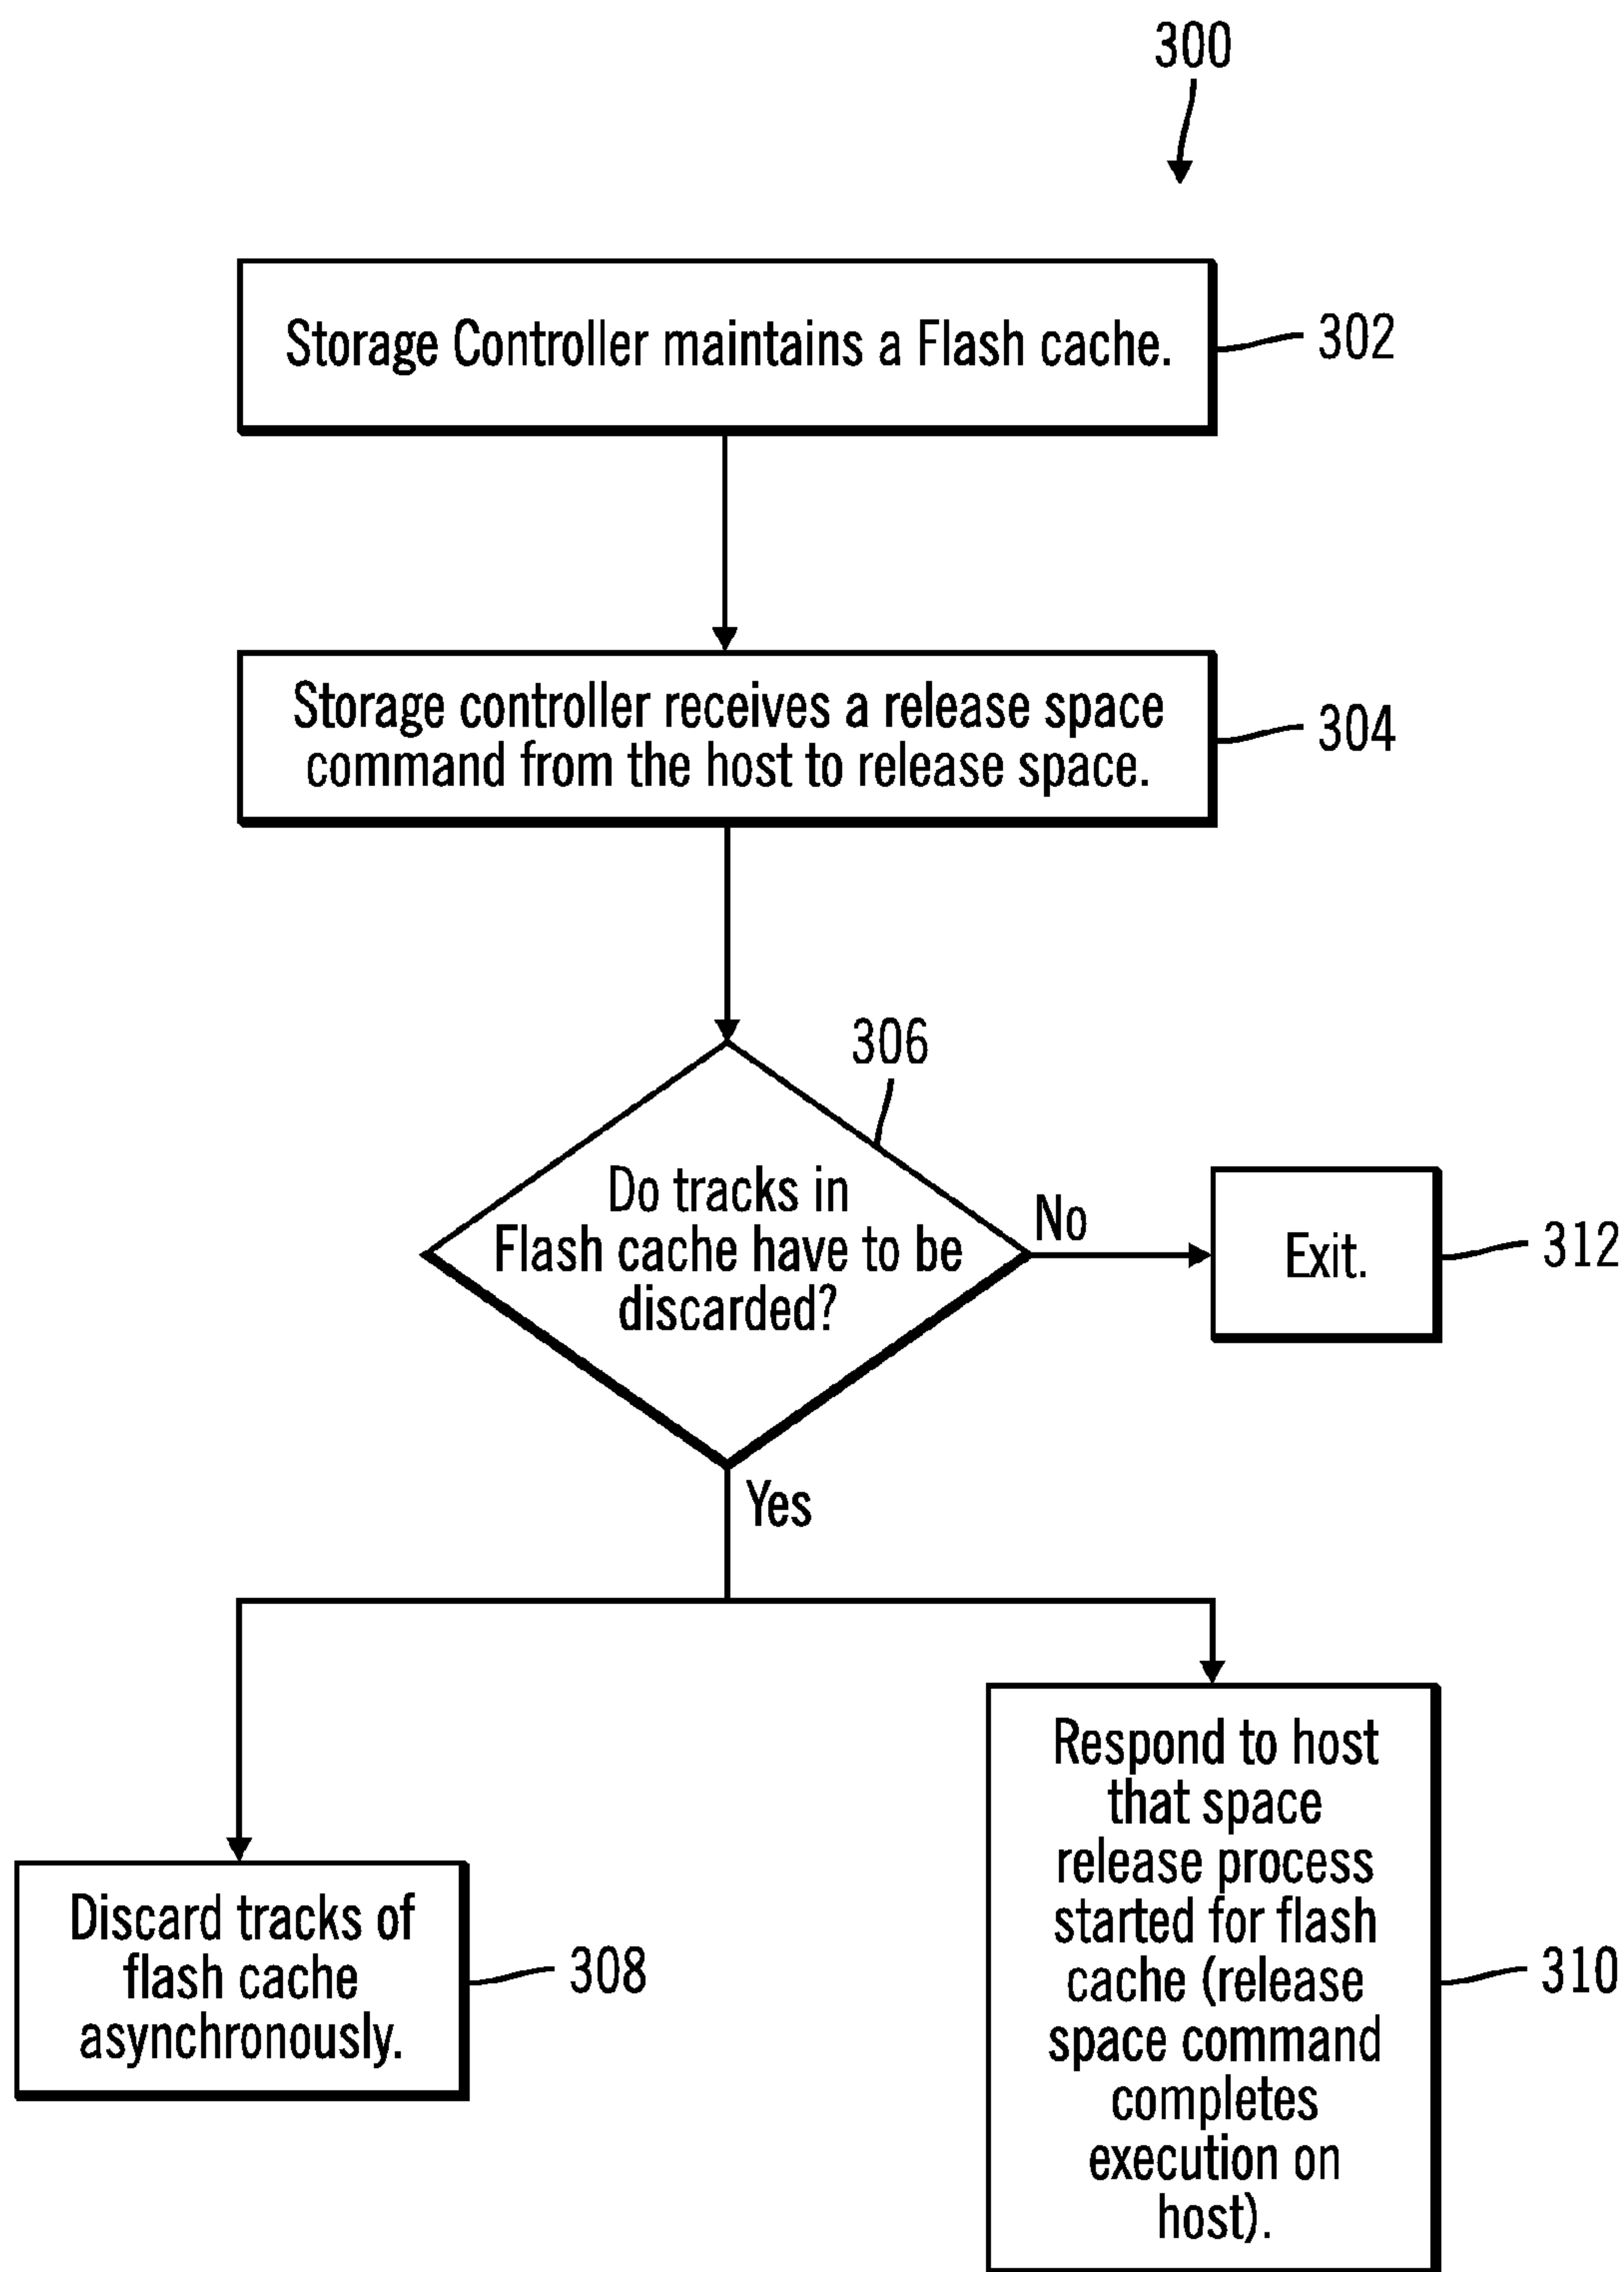 300
Storage Controller maintains a Flash cache.
302
Storage controller receives a release space
command from the host to release space.
304
306
Do tracks in
Flash cache have to be
discarded?
No
Exit.
312
Yes
Discard tracks of
flash cache
asynchronously.
308
Respond to host
that space
release process
started for flash
cache (release
space command
completes
execution on
host).
310